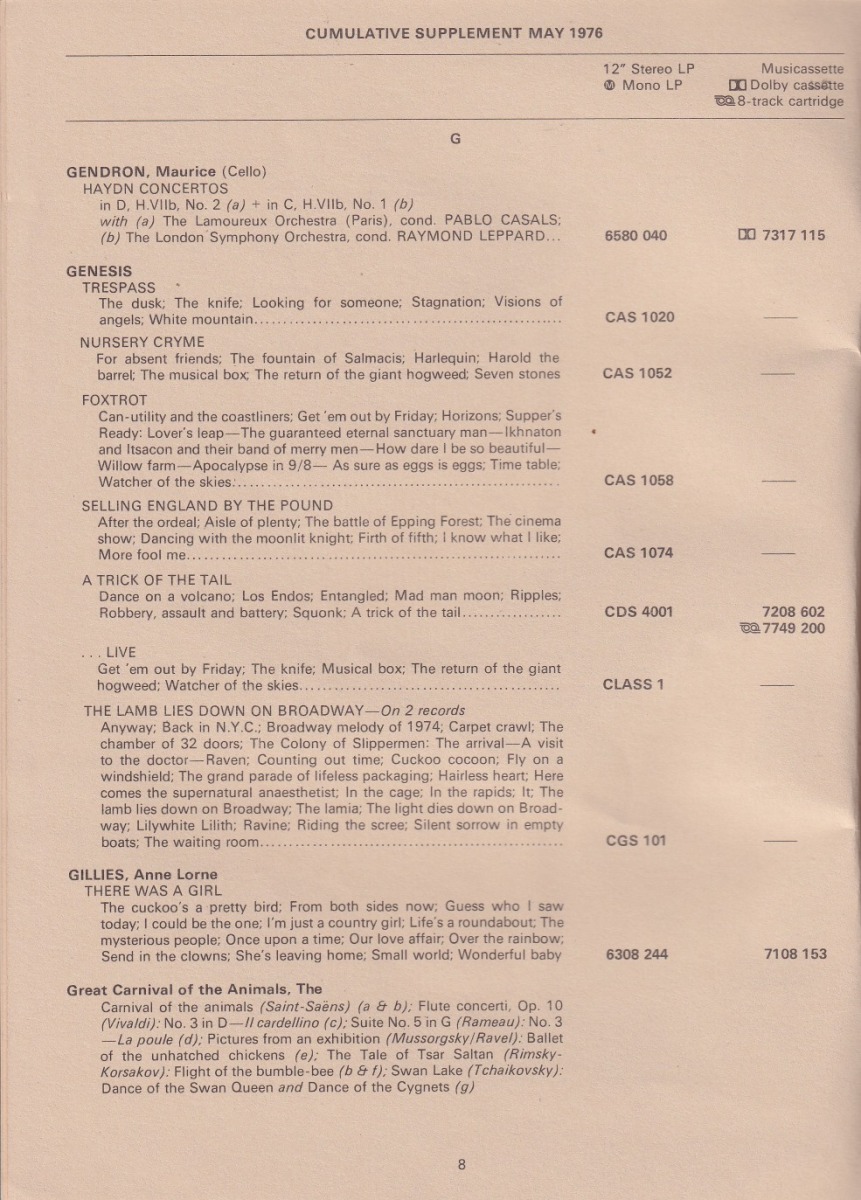 CUMULATIVE SUPPLEMENT MAY 1976
12″ Stereo LP Musicassette
Ⓜ Mono LP Dolby cassette
8-track cartridge
G
GENDRON, Maurice (Cello)
HAYDN CONCERTOS
in D, H.VIIb, No. 2 (a) + in C, H.VIIb, No. 1 (b)
with (a) The Lamoureux Orchestra (Paris), cond. PABLO CASALS;
(b) The London Symphony Orchestra, cond. RAYMOND LEPPARD... 6580 040 7317 115
GENESIS
TRESPASS
The dusk; The knife; Looking for someone; Stagnation; Visions of
angels; White mountain.................................................... CAS 1020 ——
NURSERY CRYME
For absent friends; The fountain of Salmacis; Harlequin; Harold the
barrel; The musical box; The return of the giant hogweed; Seven stones CAS 1052 ——
FOXTROT
Can-utility and the coastliners; Get 'em out by Friday; Horizons; Supper's
Ready: Lover's leap—The guaranteed eternal sanctuary man—Ikhnaton
and Itsacon and their band of merry men—How dare I be so beautiful—
Willow farm—Apocalypse in 9/8— As sure as eggs is eggs; Time table;
Watcher of the skies....................................................... CAS 1058 ——
SELLING ENGLAND BY THE POUND
After the ordeal; Aisle of plenty; The battle of Epping Forest; The cinema
show; Dancing with the moonlit knight; Firth of fifth; I know what I like;
More fool me............................................................. CAS 1074 ——
A TRICK OF THE TAIL
Dance on a volcano; Los Endos; Entangled; Mad man moon; Ripples;
Robbery, assault and battery; Squonk; A trick of the tail................. CDS 4001 7208 602
7749 200
... LIVE
Get 'em out by Friday; The knife; Musical box; The return of the giant
hogweed; Watcher of the skies............................................ CLASS 1 ——
THE LAMB LIES DOWN ON BROADWAY—On 2 records
Anyway; Back in N.Y.C.; Broadway melody of 1974; Carpet crawl; The
chamber of 32 doors; The Colony of Slippermen: The arrival—A visit
to the doctor—Raven; Counting out time; Cuckoo cocoon; Fly on a
windshield; The grand parade of lifeless packaging; Hairless heart; Here
comes the supernatural anaesthetist; In the cage; In the rapids; It; The
lamb lies down on Broadway; The lamia; The light dies down on Broad-
way; Lilywhite Lilith; Ravine; Riding the scree; Silent sorrow in empty
boats; The waiting room.................................................... CGS 101 ——
GILLIES, Anne Lorne
THERE WAS A GIRL
The cuckoo's a pretty bird; From both sides now; Guess who I saw
today; I could be the one; I'm just a country girl; Life's a roundabout; The
mysterious people; Once upon a time; Our love affair; Over the rainbow;
Send in the clowns; She's leaving home; Small world; Wonderful baby 6308 244 7108 153
Great Carnival of the Animals, The
Carnival of the animals (Saint-Saëns) (a & b); Flute concerti, Op. 10
(Vivaldi): No. 3 in D—Il cardellino (c); Suite No. 5 in G (Rameau): No. 3
—La poule (d); Pictures from an exhibition (Mussorgsky/Ravel): Ballet
of the unhatched chickens (e); The Tale of Tsar Saltan (Rimsky-
Korsakov): Flight of the bumble-bee (b & f); Swan Lake (Tchaikovsky):
Dance of the Swan Queen and Dance of the Cygnets (g)
8